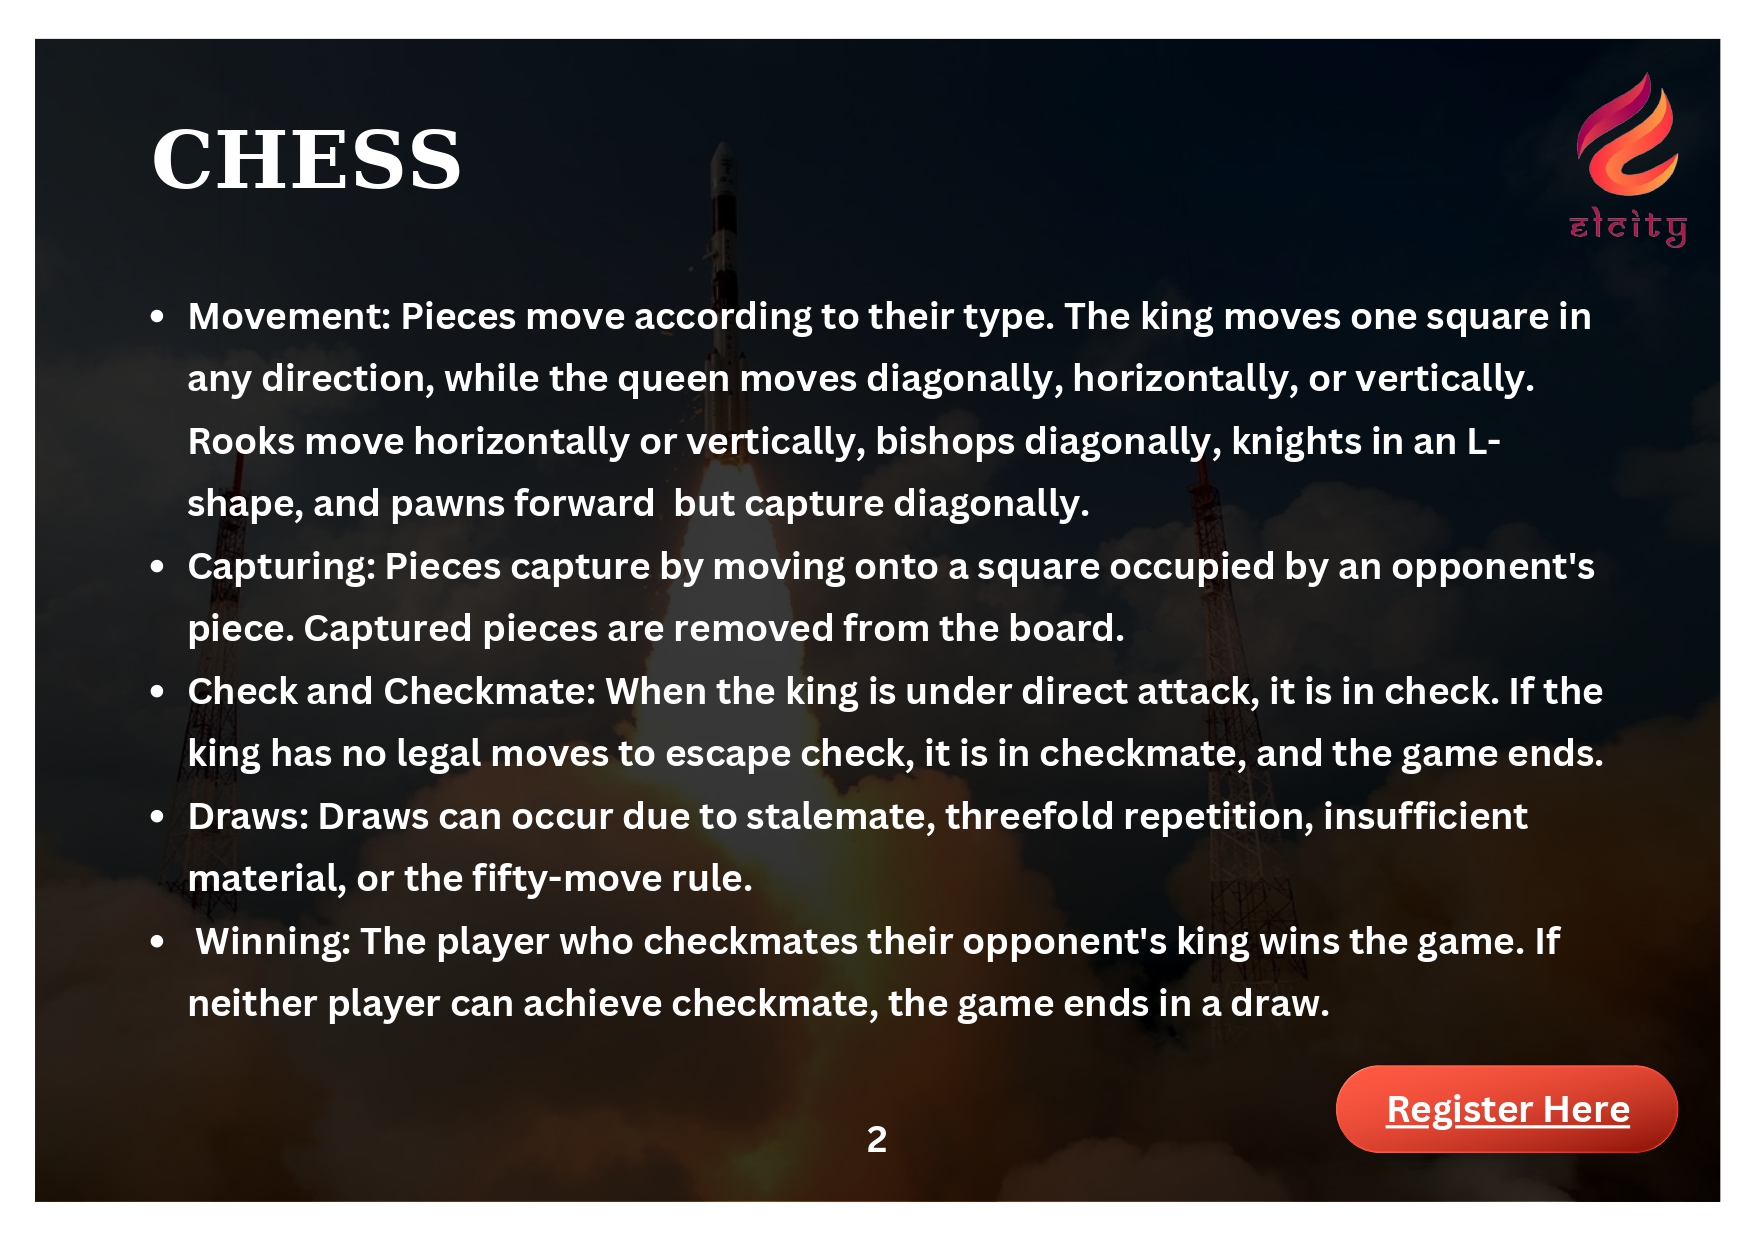 CHESS
elcity
• Movement: Pieces move according to their type. The king moves one square in
any direction, while the queen moves diagonally, horizontally, or vertically.
Rooks move horizontally or vertically, bishops diagonally, knights in an L-
shape, and pawns forward  but capture diagonally.
• Capturing: Pieces capture by moving onto a square occupied by an opponent's
piece. Captured pieces are removed from the board.
• Check and Checkmate: When the king is under direct attack, it is in check. If the
king has no legal moves to escape check, it is in checkmate, and the game ends.
• Draws: Draws can occur due to stalemate, threefold repetition, insufficient
material, or the fifty-move rule.
• Winning: The player who checkmates their opponent's king wins the game. If
neither player can achieve checkmate, the game ends in a draw.
Register Here
2